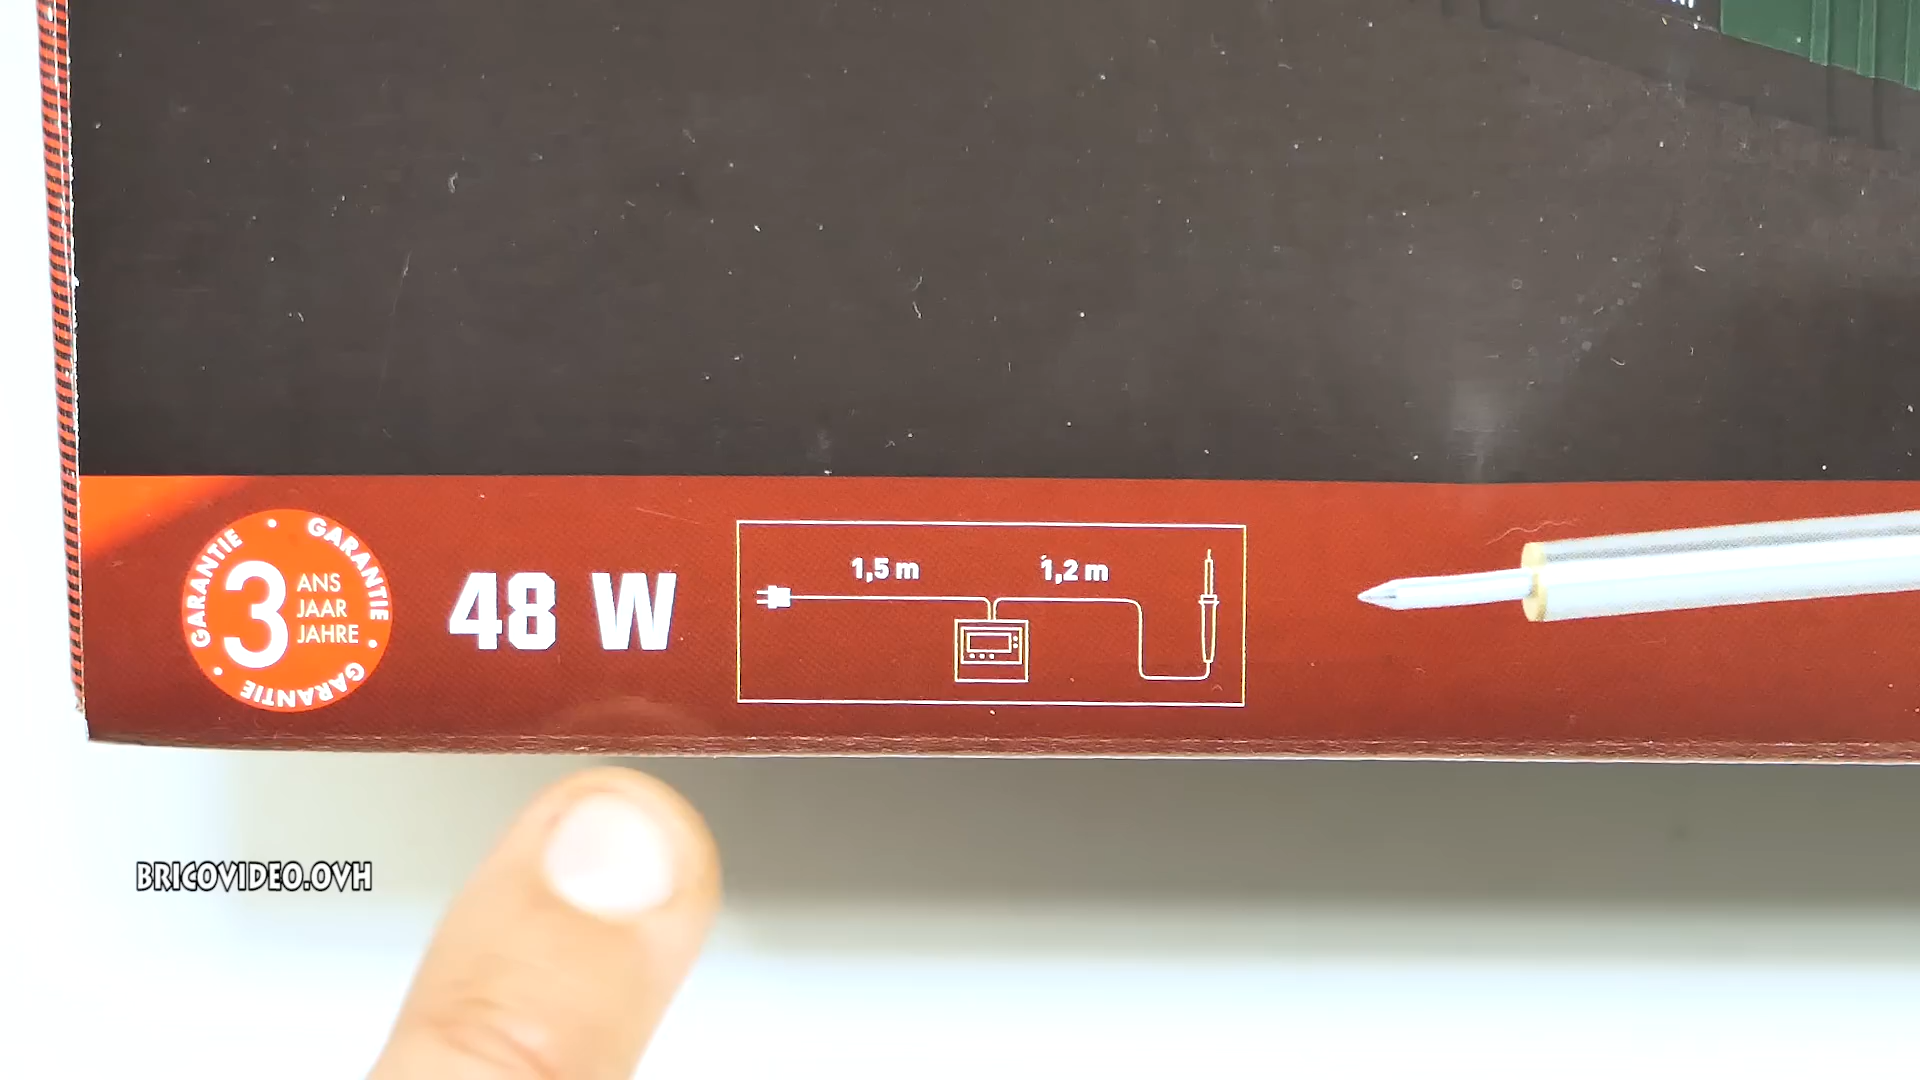 GARANTIE • GARANTIE • GARANTIE •
3
ANS
JAAR
JAHRE
48 W
1,5 m
1,2 m
BRICOVIDEO.OVH